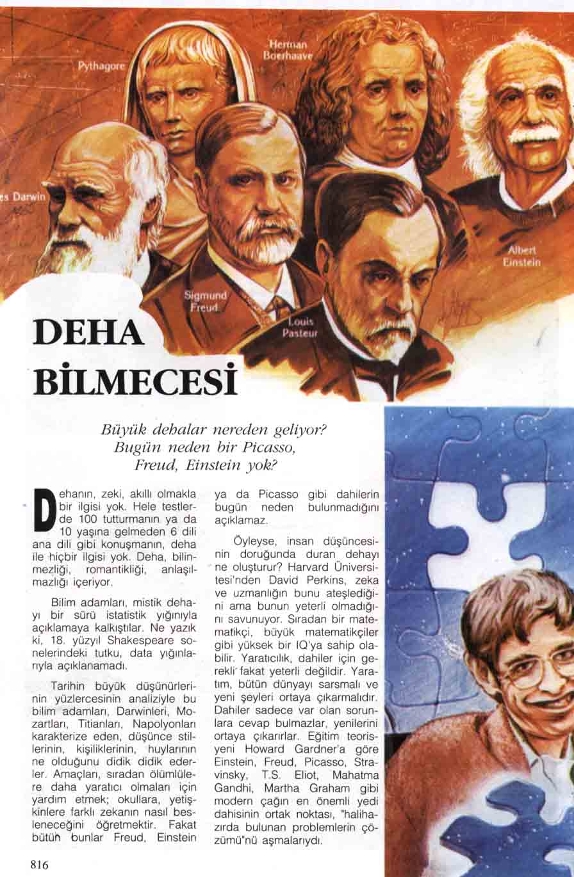 Pythagore
Herman
Boerhaave
es Darwin
Sigmund
Freud
Louis
Pasteur
Albert
Einstein
DEHA
BİLMECESİ
Büyük dehalar nereden geliyor?
Bugün neden bir Picasso,
Freud, Einstein yok?
Dehanın, zeki, akıllı olmakla
bir ilgisi yok. Hele testler-
de 100 tutturmanın ya da
10 yaşına gelmeden 6 dili
ana dili gibi konuşmanın, deha
ile hiçbir ilgisi yok. Deha, bilin-
mezliği, romantikliği, anlaşıl-
mazlığı içeriyor.
Bilim adamları, mistik deha-
yı bir sürü istatistik yığınıyla
açıklamaya kalkıştılar. Ne yazık
ki, 18. yüzyıl Shakespeare so-
nelerindeki tutku, data yığınla-
rıyla açıklanamadı.
Tarihin büyük düşünürleri-
nin yüzlercesinin analiziyle bu
bilim adamları, Darwinleri, Mo-
zartları, Titianları, Napolyonları
karakterize eden, düşünce stil-
lerinin, kişiliklerinin, huylarının
ne olduğunu didik didik eder-
ler. Amaçları, sıradan ölümlüle-
re daha yaratıcı olmaları için
yardım etmek; okullara, yetiş-
kinlere farklı zekanın nasıl bes-
leneceğini öğretmektir. Fakat
bütün bunlar Freud, Einstein
ya da Picasso gibi dahilerin
bugün neden bulunmadığını
açıklamaz.
Öyleyse, insan düşüncesi-
nin doruğunda duran dehayı
ne oluşturur? Harvard Üniversi-
tesi'nden David Perkins, zeka
ve uzmanlığın bunu ateşlediği-
ni ama bunun yeterli olmadığı-
nı savunuyor. Sıradan bir mate-
matikçi, büyük matematikçiler
gibi yüksek bir IQ'ya sahip ola-
bilir. Yaratıcılık, dahiler için ge-
rekli fakat yeterli değildir. Yara-
tım, bütün dünyayı sarsmalı ve
yeni şeyleri ortaya çıkarmalıdır.
Dahiler sadece var olan sorun-
lara cevap bulmazlar, yenilerini
ortaya çıkarırlar. Eğitim teoris-
yeni Howard Gardner'a göre
Einstein, Freud, Picasso, Stra-
vinsky, T.S. Eliot, Mahatma
Gandhi, Martha Graham gibi
modern çağın en önemli yedi
dahisinin ortak noktası, "haliha-
zırda bulunan problemlerin çö-
zümü"nü aşmalarıydı.
816